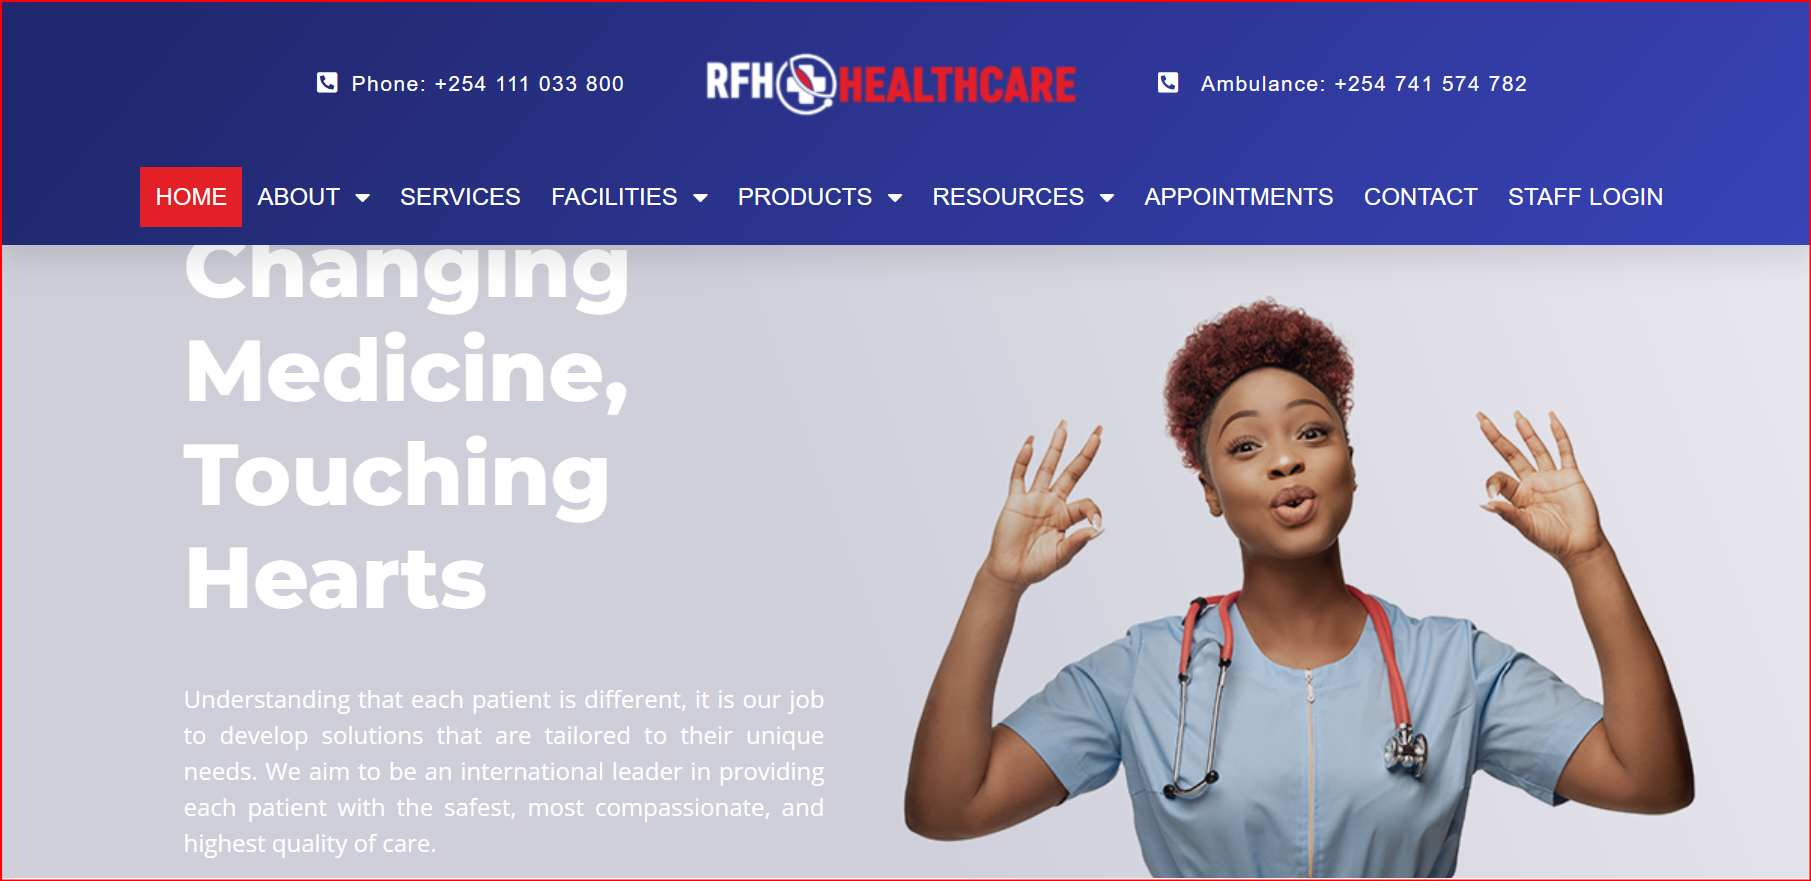 Phone: +254 111 033 800
RFH HEALTHCARE
Ambulance: +254 741 574 782
HOME ABOUT SERVICES FACILITIES PRODUCTS RESOURCES APPOINTMENTS CONTACT STAFF LOGIN
Changing
Medicine,
Touching
Hearts
Understanding that each patient is different, it is our job
to develop solutions that are tailored to their unique
needs. We aim to be an international leader in providing
each patient with the safest, most compassionate, and
highest quality of care.